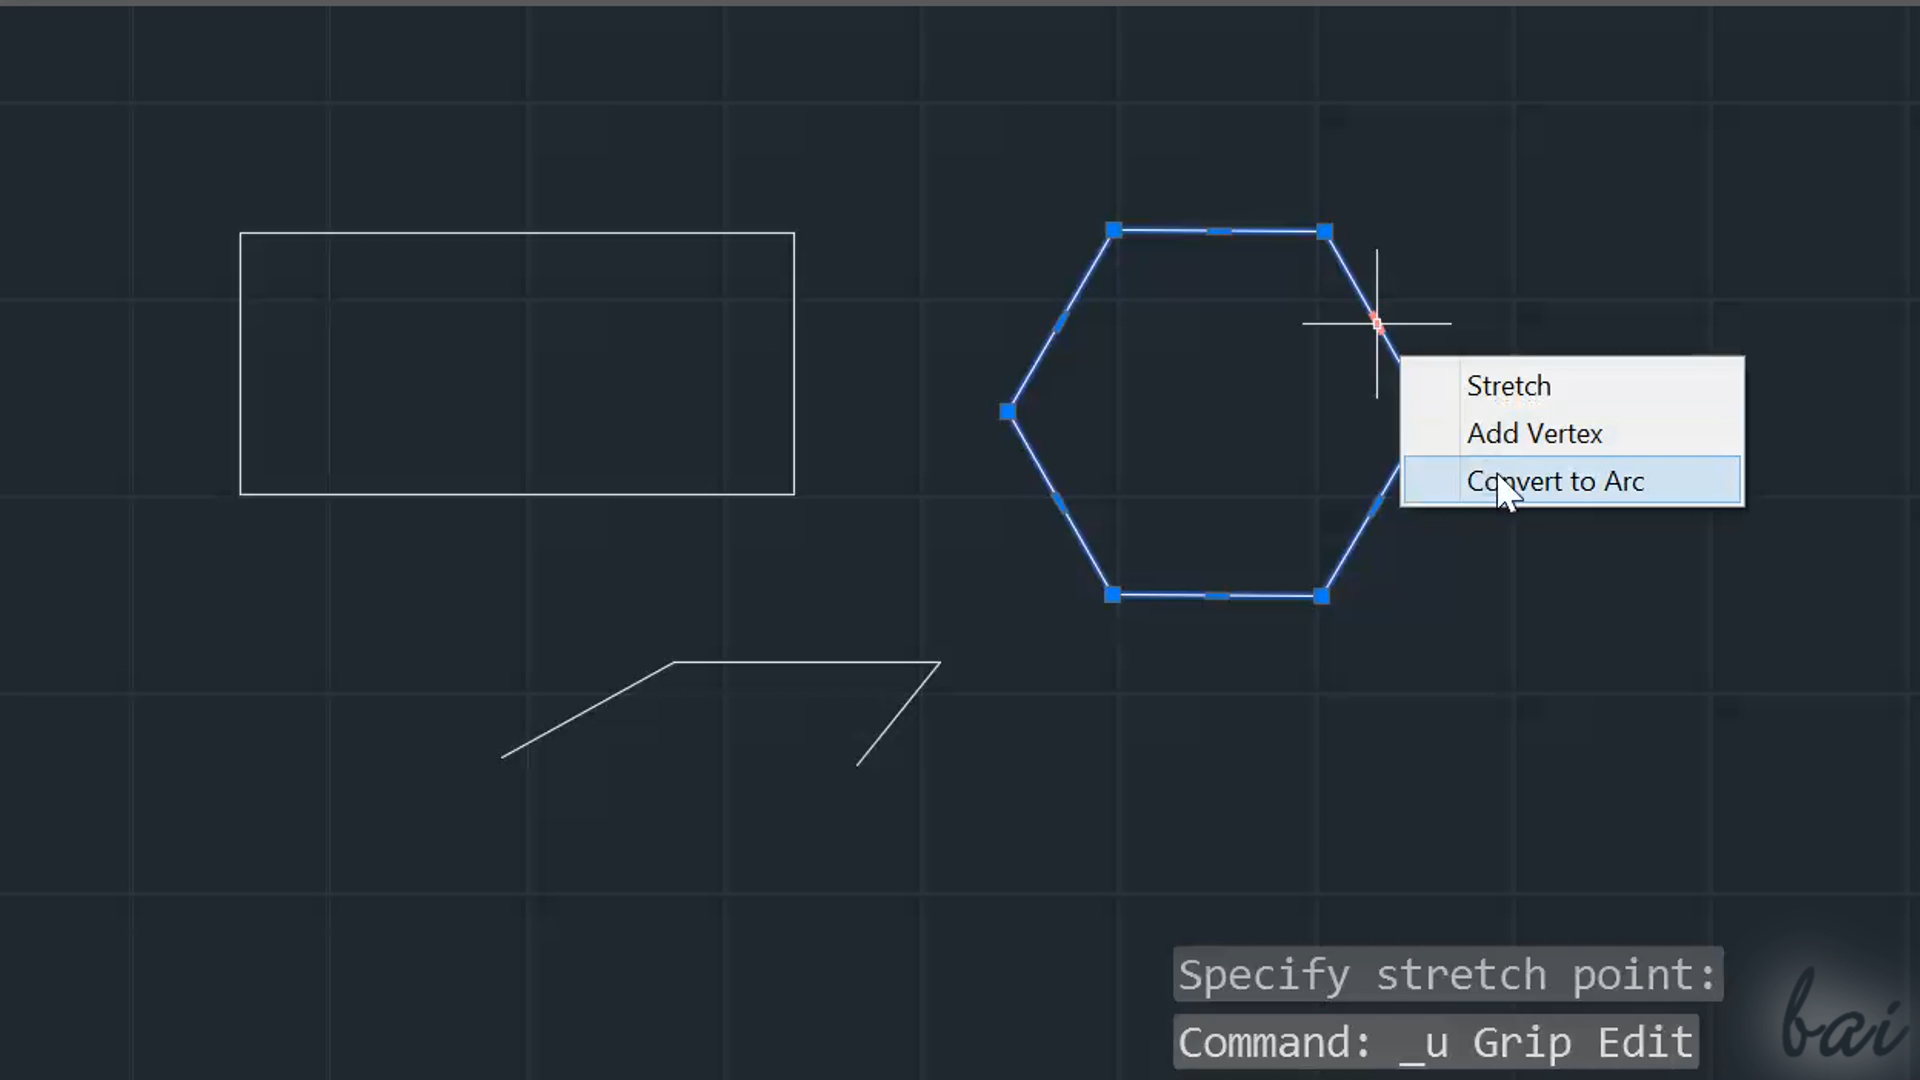 Stretch
Add Vertex
Convert to Arc
Specify stretch point:
Command: _u Grip Edit
bai